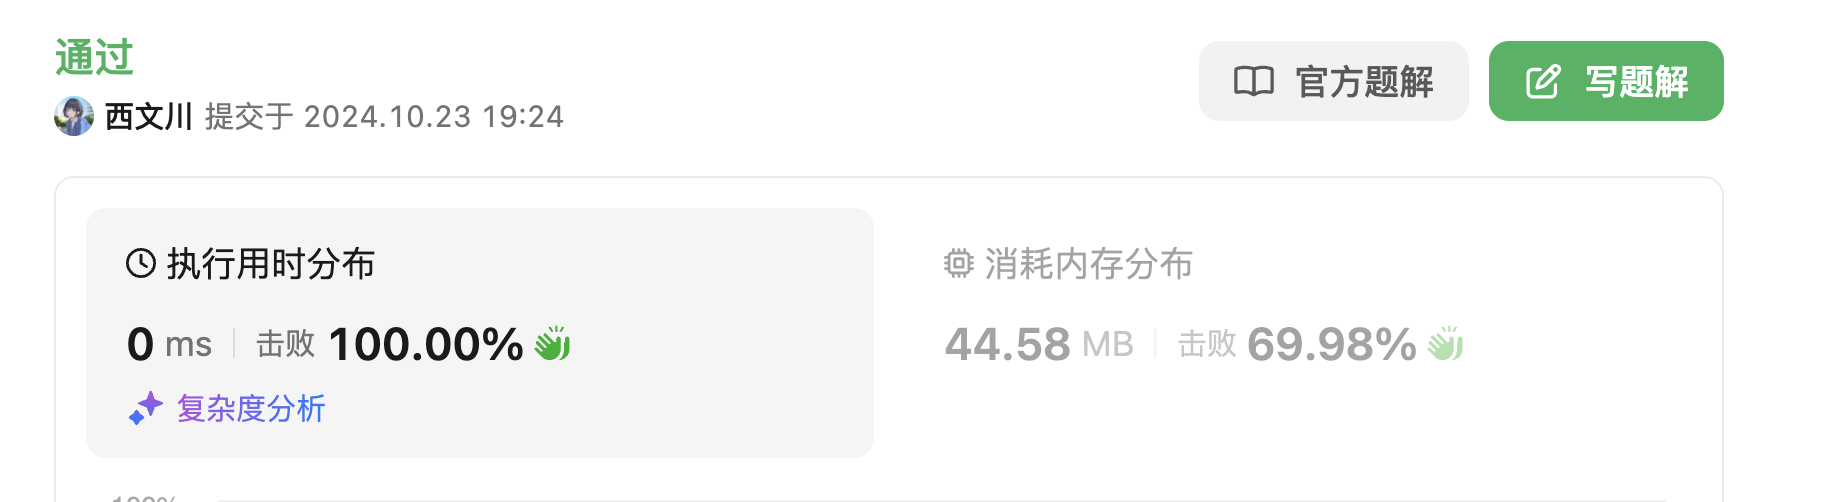 通过
西文川 提交于 2024.10.23 19:24
官方题解
写题解
执行用时分布
0 ms 击败 100.00%
复杂度分析
消耗内存分布
44.58 MB 击败 69.98%
100%